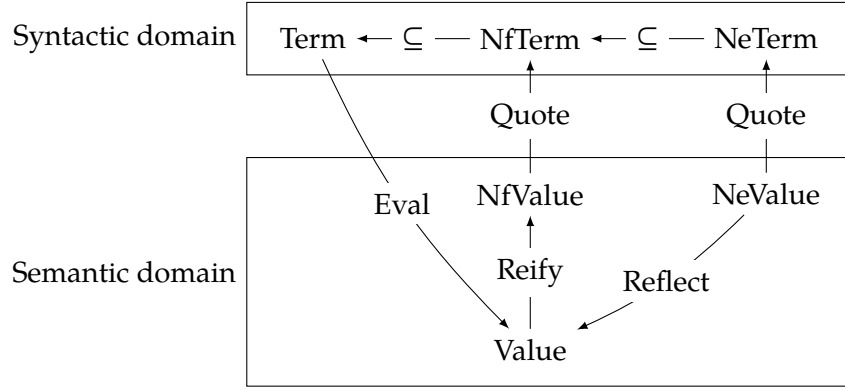 Syntactic domain Term ⊆ NfTerm ⊆ NeTerm
Quote Quote
NfValue NeValue
Eval
Semantic domain Reify Reflect
Value